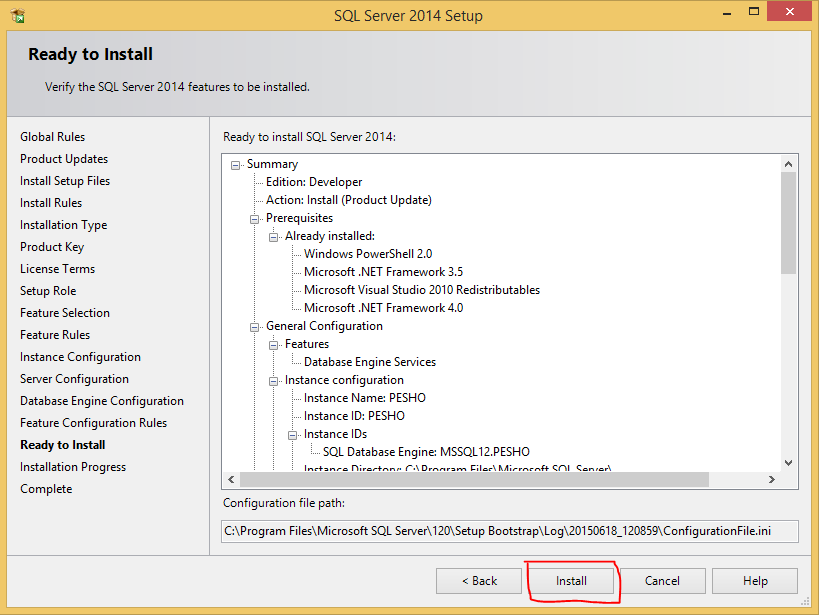 SQL Server 2014 Setup
Ready to Install
Verify the SQL Server 2014 features to be installed.
Global Rules
Product Updates
Install Setup Files
Install Rules
Installation Type
Product Key
License Terms
Setup Role
Feature Selection
Feature Rules
Instance Configuration
Server Configuration
Database Engine Configuration
Feature Configuration Rules
Ready to Install
Installation Progress
Complete
Ready to install SQL Server 2014:
Summary
Edition: Developer
Action: Install (Product Update)
Prerequisites
Already installed:
Windows PowerShell 2.0
Microsoft .NET Framework 3.5
Microsoft Visual Studio 2010 Redistributables
Microsoft .NET Framework 4.0
General Configuration
Features
Database Engine Services
Instance configuration
Instance Name: PESHO
Instance ID: PESHO
Instance IDs
SQL Database Engine: MSSQL12.PESHO
Instance Directory: C:\Program Files\Microsoft SQL Server\
Configuration file path:
C:\Program Files\Microsoft SQL Server\120\Setup Bootstrap\Log\20150618_120859\ConfigurationFile.ini
< Back
Install
Cancel
Help